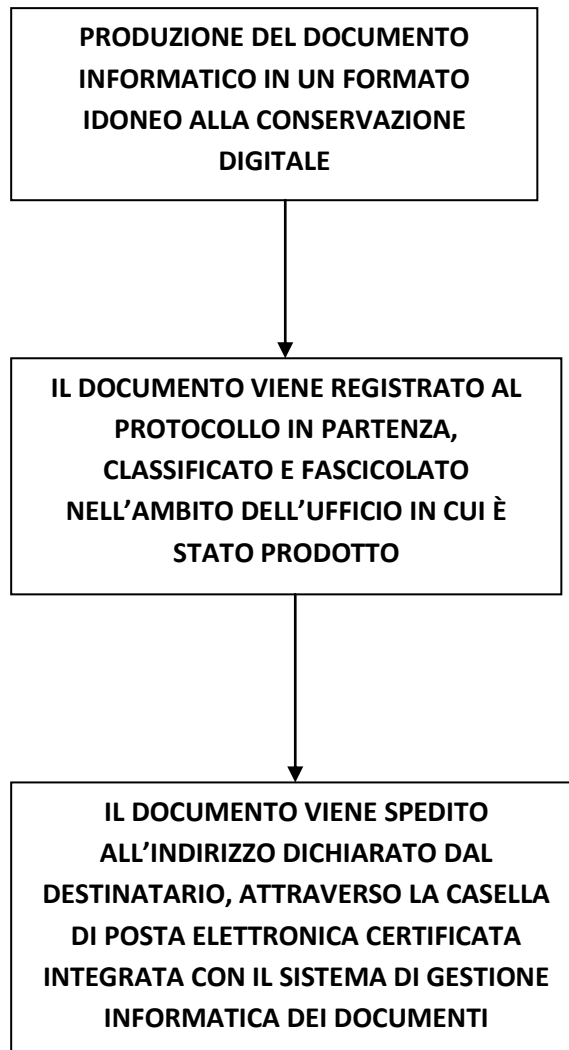 PRODUZIONE DEL DOCUMENTO
INFORMATICO IN UN FORMATO
IDONEO ALLA CONSERVAZIONE
DIGITALE
IL DOCUMENTO VIENE REGISTRATO AL
PROTOCOLLO IN PARTENZA,
CLASSIFICATO E FASCICOLATO
NELL’AMBITO DELL’UFFICIO IN CUI È
STATO PRODOTTO
IL DOCUMENTO VIENE SPEDITO
ALL’INDIRIZZO DICHIARATO DAL
DESTINATARIO, ATTRAVERSO LA CASELLA
DI POSTA ELETTRONICA CERTIFICATA
INTEGRATA CON IL SISTEMA DI GESTIONE
INFORMATICA DEI DOCUMENTI